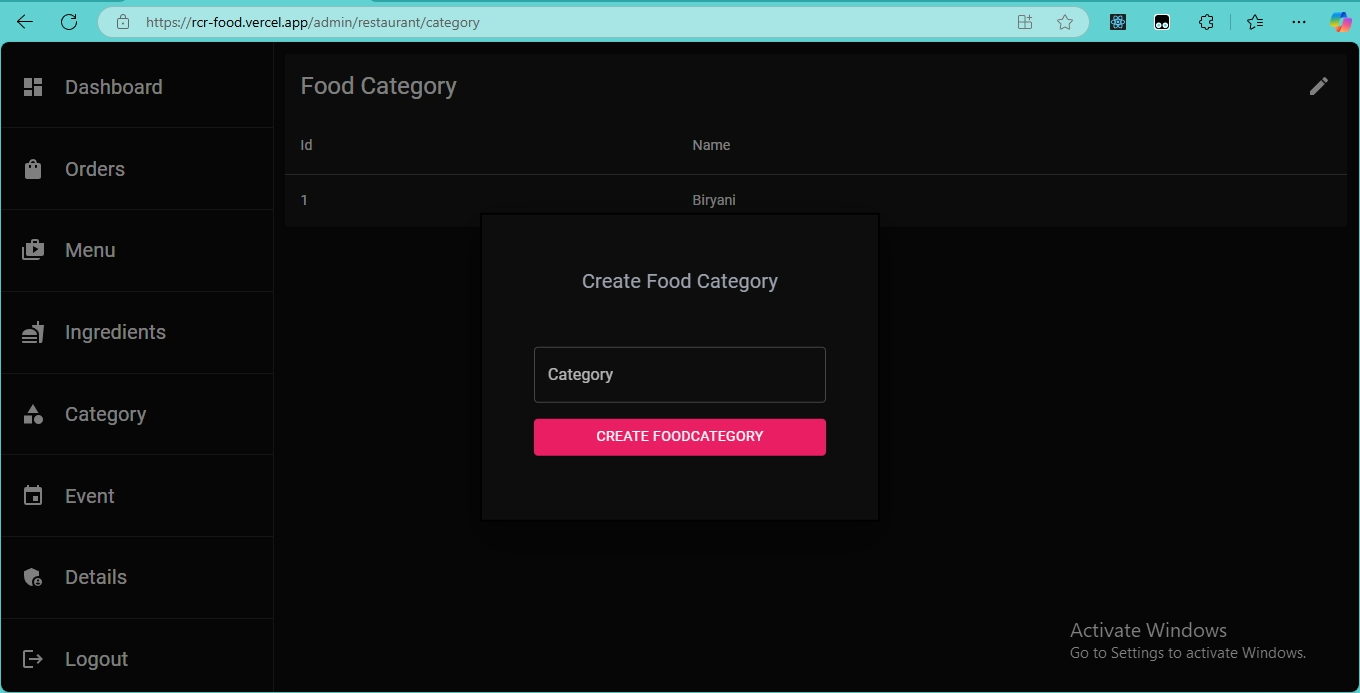 https://rcr-food.vercel.app/admin/restaurant/category
Dashboard
Orders
Menu
Ingredients
Category
Event
Details
Logout
Food Category
Id Name
1 Biryani
Create Food Category
Category
CREATE FOODCATEGORY
Activate Windows
Go to Settings to activate Windows.